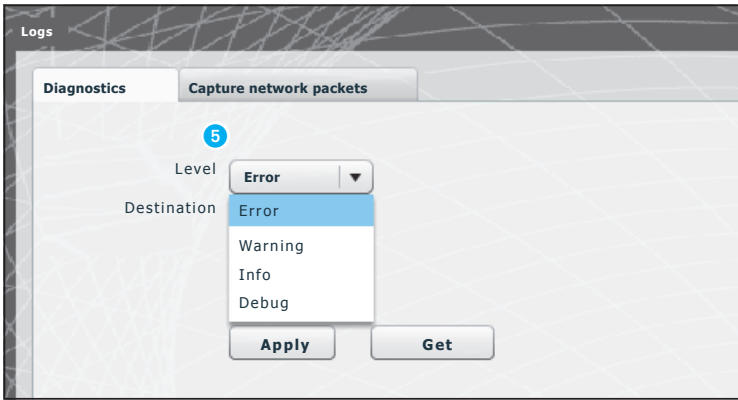 Logs
Diagnostics
Capture network packets
5
Level
Error
Destination
Error
Warning
Info
Debug
Apply
Get